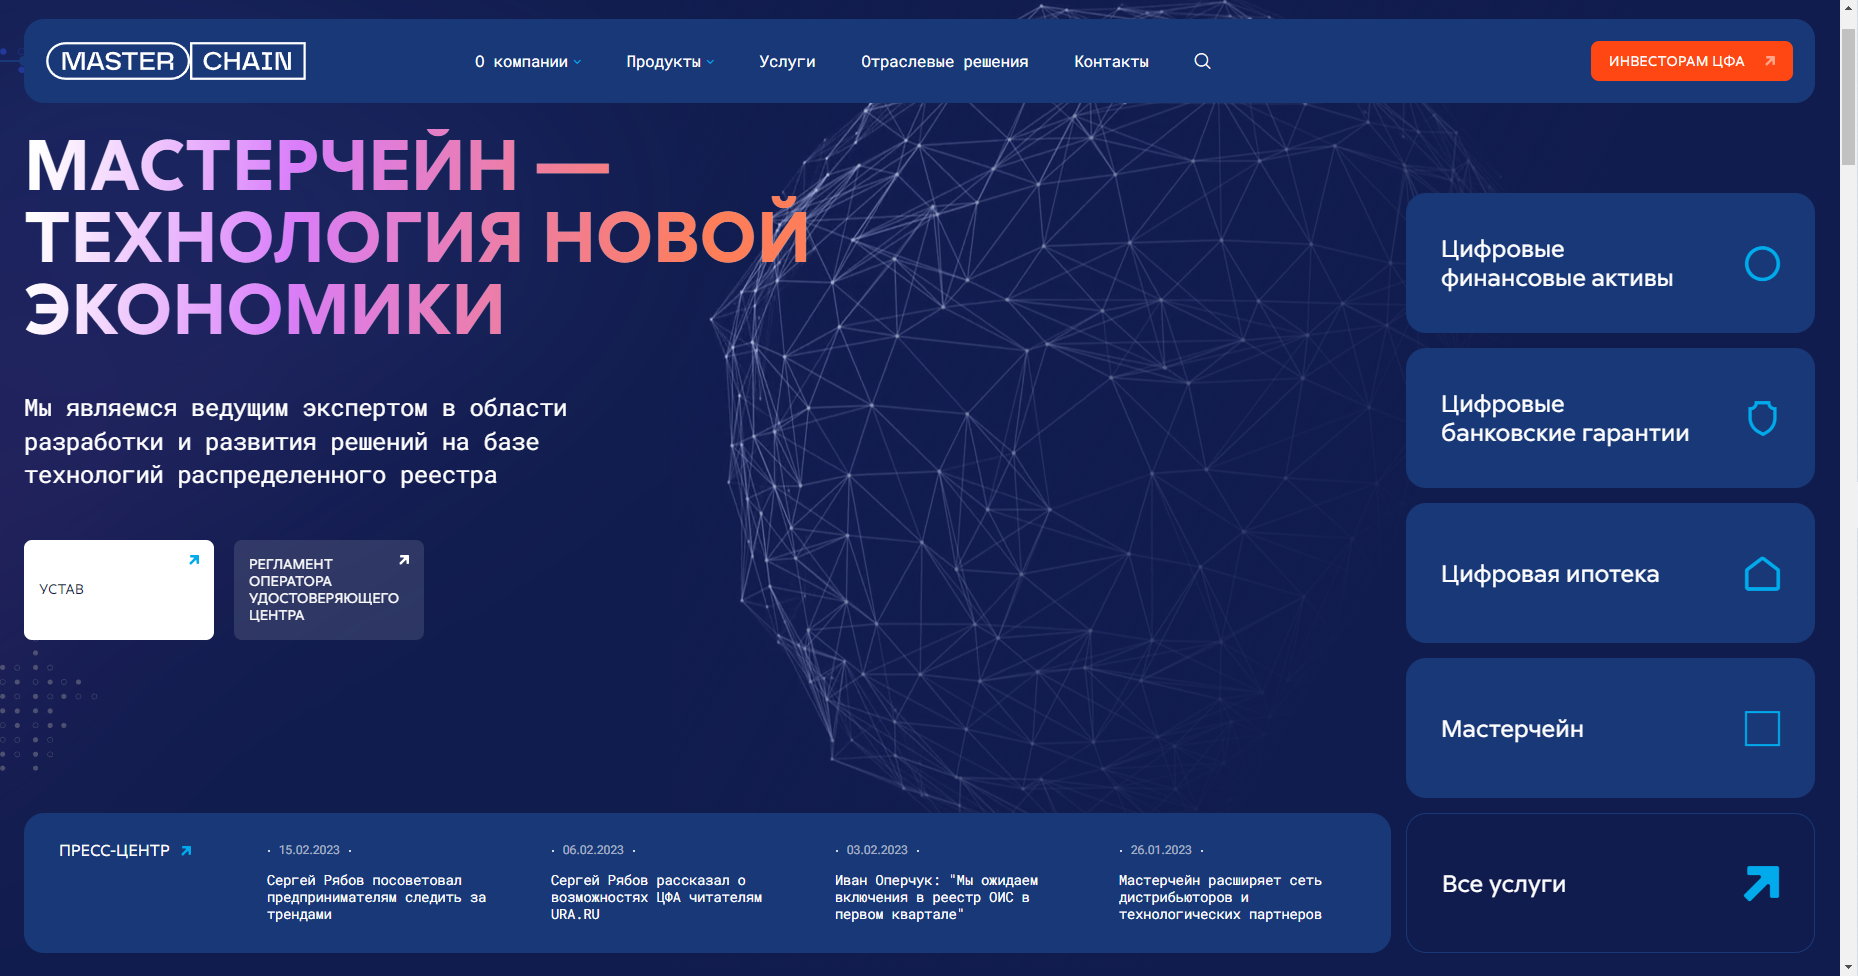 MASTER CHAIN
О компании
Продукты
Услуги
Отраслевые решения
Контакты
ИНВЕСТОРАМ ЦФА
МАСТЕРЧЕЙН —
ТЕХНОЛОГИЯ НОВОЙ
ЭКОНОМИКИ
Мы являемся ведущим экспертом в области
разработки и развития решений на базе
технологий распределенного реестра
УСТАВ
РЕГЛАМЕНТ
ОПЕРАТОРА
УДОСТОВЕРЯЮЩЕГО
ЦЕНТРА
Цифровые
финансовые активы
Цифровые
банковские гарантии
Цифровая ипотека
Мастерчейн
Все услуги
ПРЕСС-ЦЕНТР
· 15.02.2023 ·
Сергей Рябов посоветовал
предпринимателям следить за
трендами
· 06.02.2023 ·
Сергей Рябов рассказал о
возможностях ЦФА читателям
URA.RU
· 03.02.2023 ·
Иван Оперчук: "Мы ожидаем
включения в реестр ОИС в
первом квартале"
· 26.01.2023 ·
Мастерчейн расширяет сеть
дистрибьюторов и
технологических партнеров